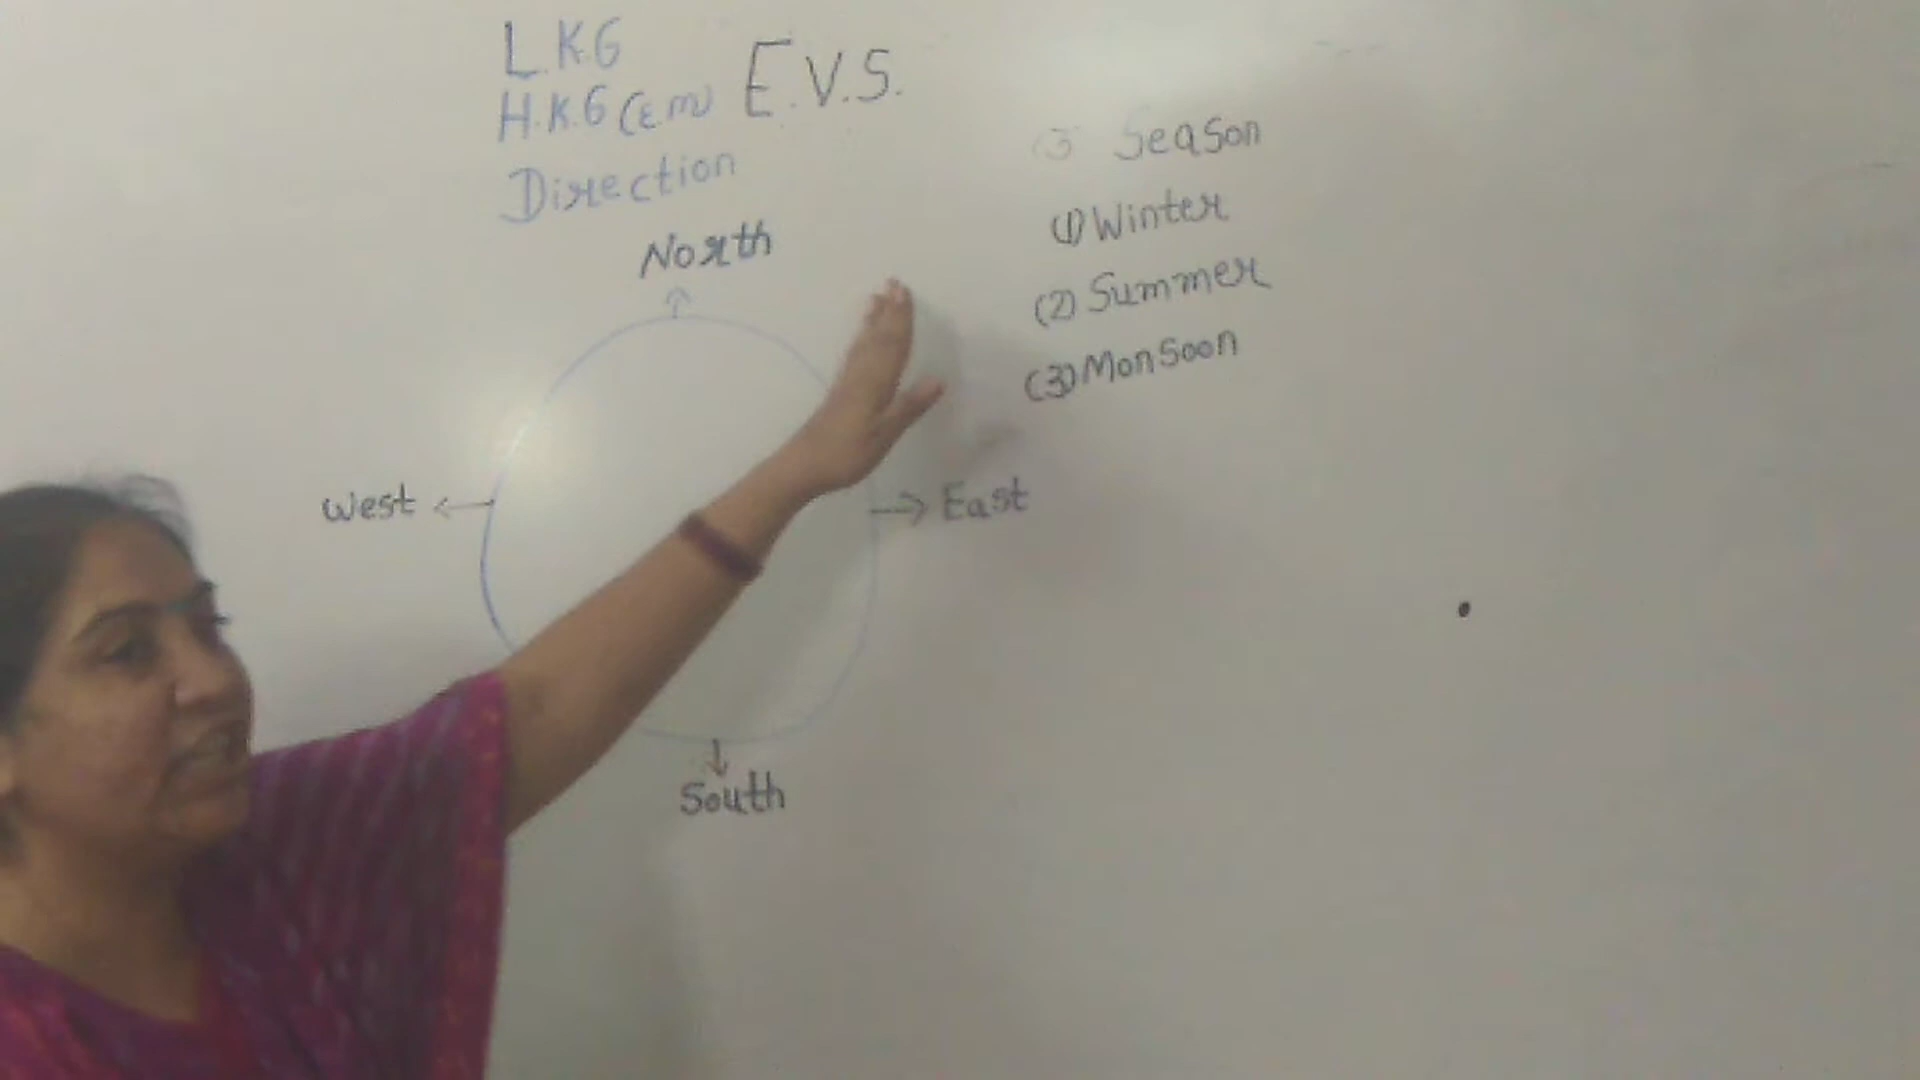 L.K.G
H.K.G (E.M)
E.V.S.
Direction
North
West
East
South
(3) Season
(1) Winter
(2) Summer
(3) Monsoon